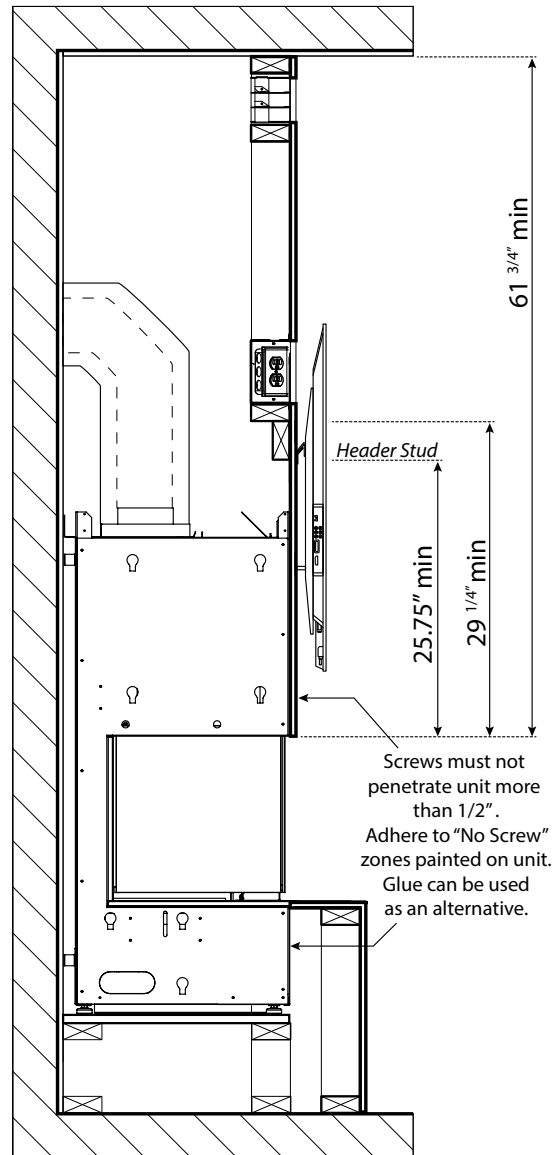 61 3/4" min
Header Stud
29 1/4" min
25.75" min
Screws must not
penetrate unit more
than 1/2" .
Adhere to “No Screw”
zones painted on unit.
Glue can be used
as an alternative.